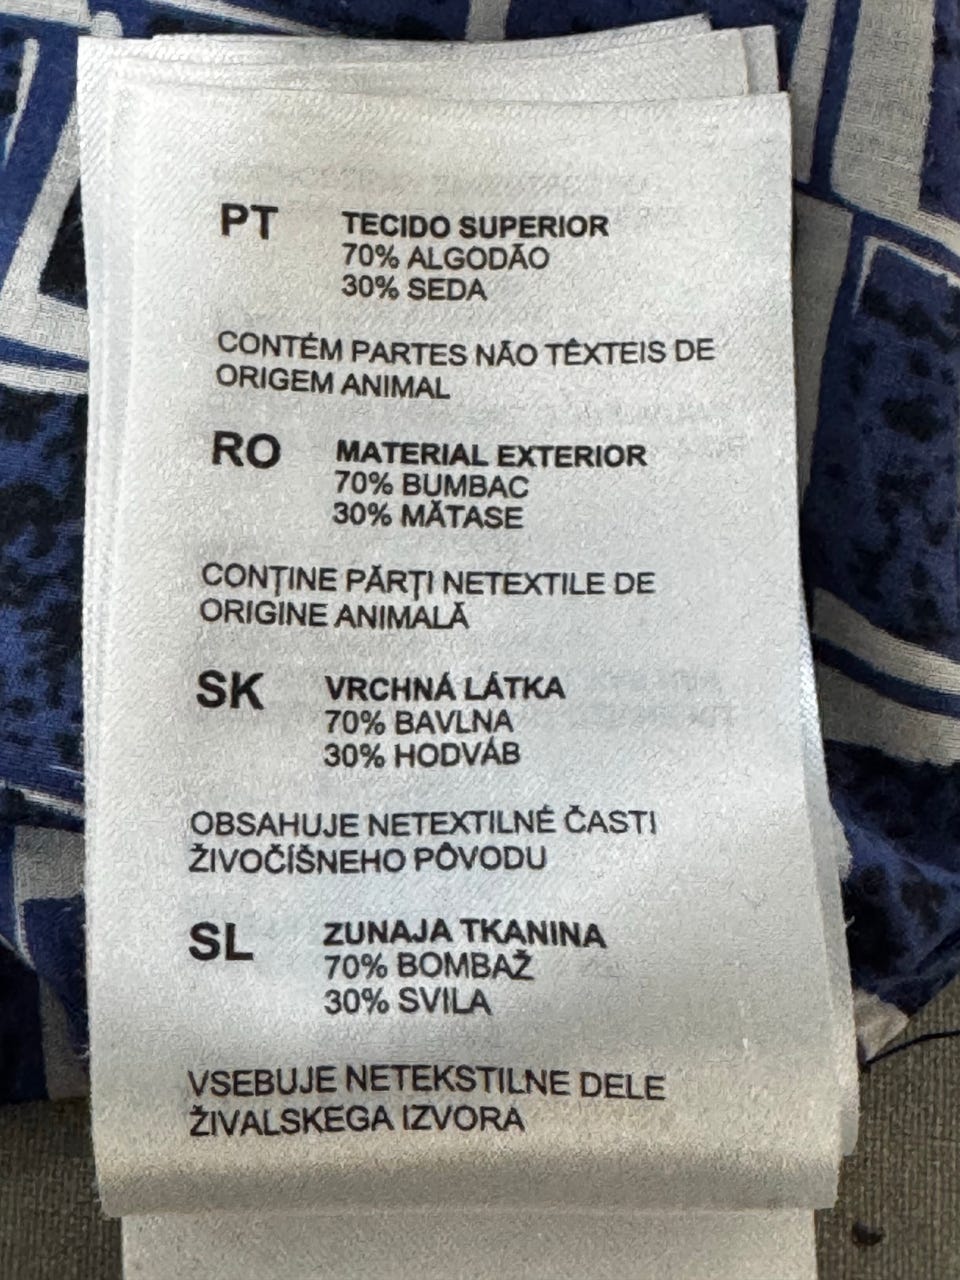 PT TECIDO SUPERIOR
70% ALGODÃO
30% SEDA
CONTÉM PARTES NÃO TÊXTEIS DE
ORIGEM ANIMAL
RO MATERIAL EXTERIOR
70% BUMBAC
30% MĂTASE
CONȚINE PĂRȚI NETEXTILE DE
ORIGINE ANIMALĂ
SK VRCHNÁ LÁTKA
70% BAVLNA
30% HODVÁB
OBSAHUJE NETEXTILNÉ ČASTI
ŽIVOČÍŠNEHO PÔVODU
SL ZUNAJA TKANINA
70% BOMBAŽ
30% SVILA
VSEBUJE NETEKSTILNE DELE
ŽIVALSKEGA IZVORA